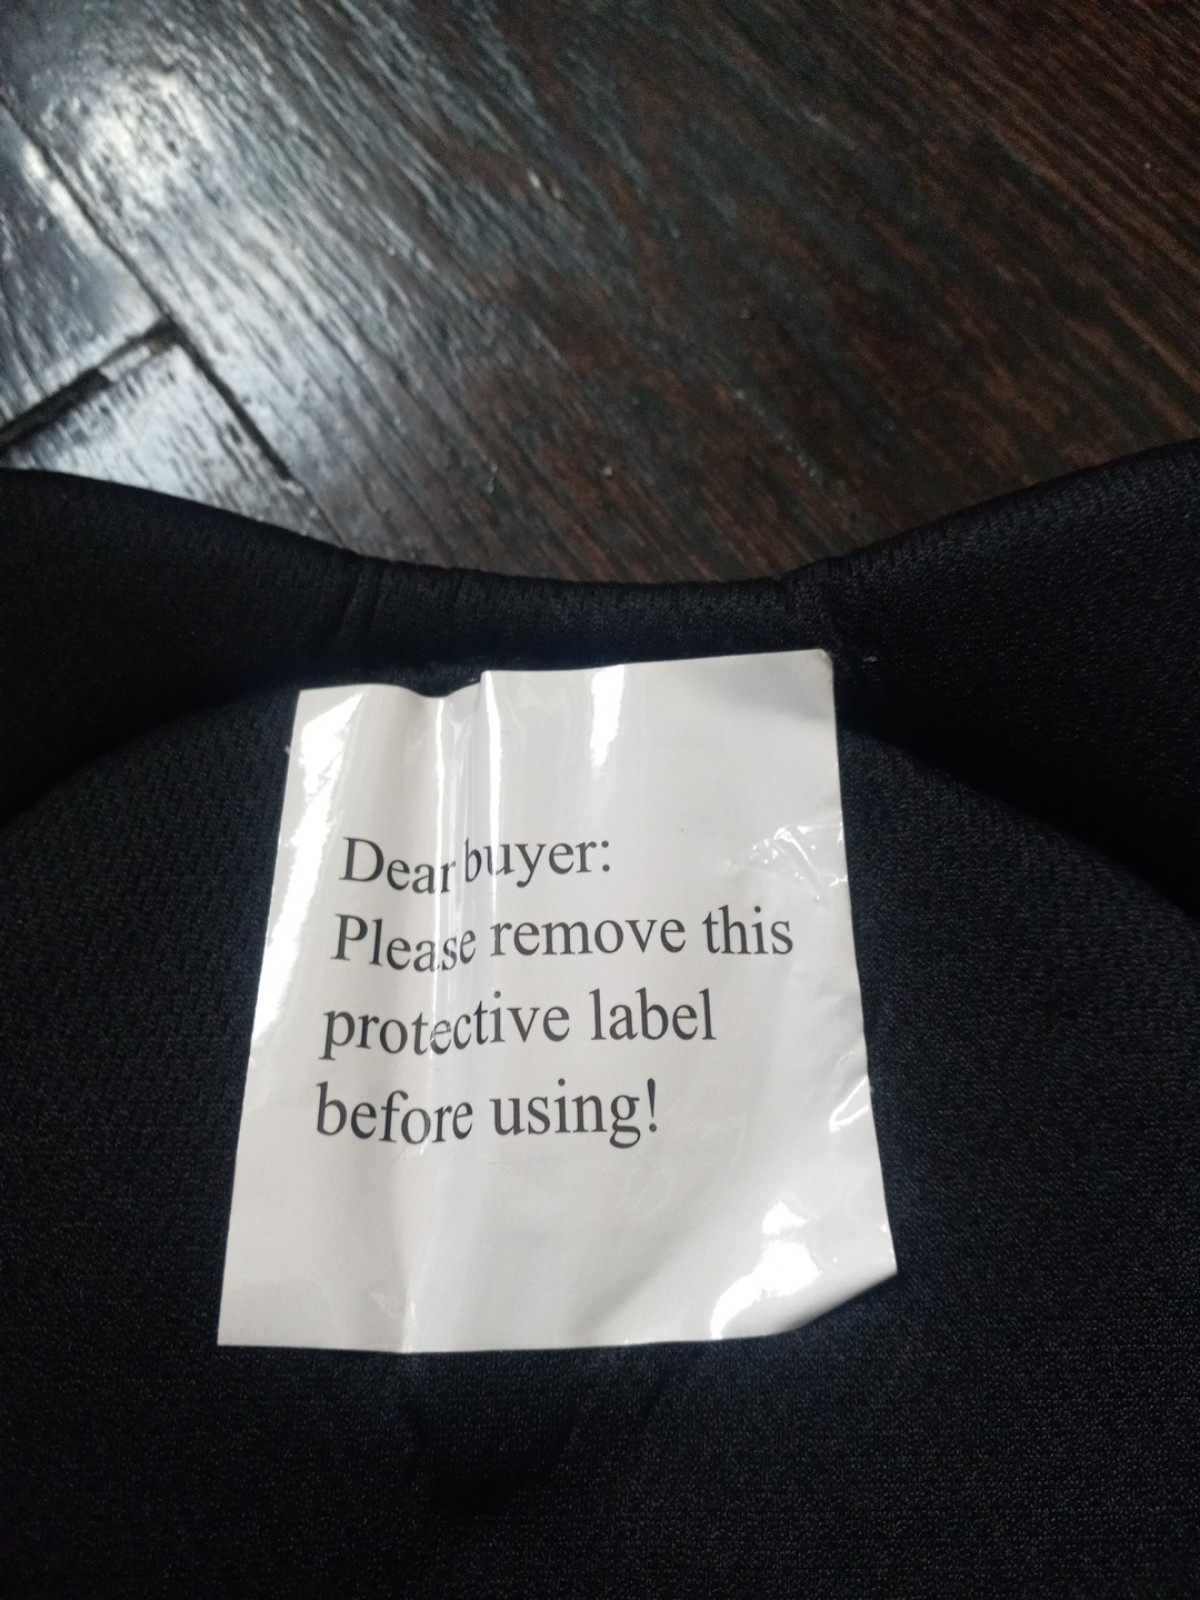 Dear buyer:
Please remove this
protective label
before using!